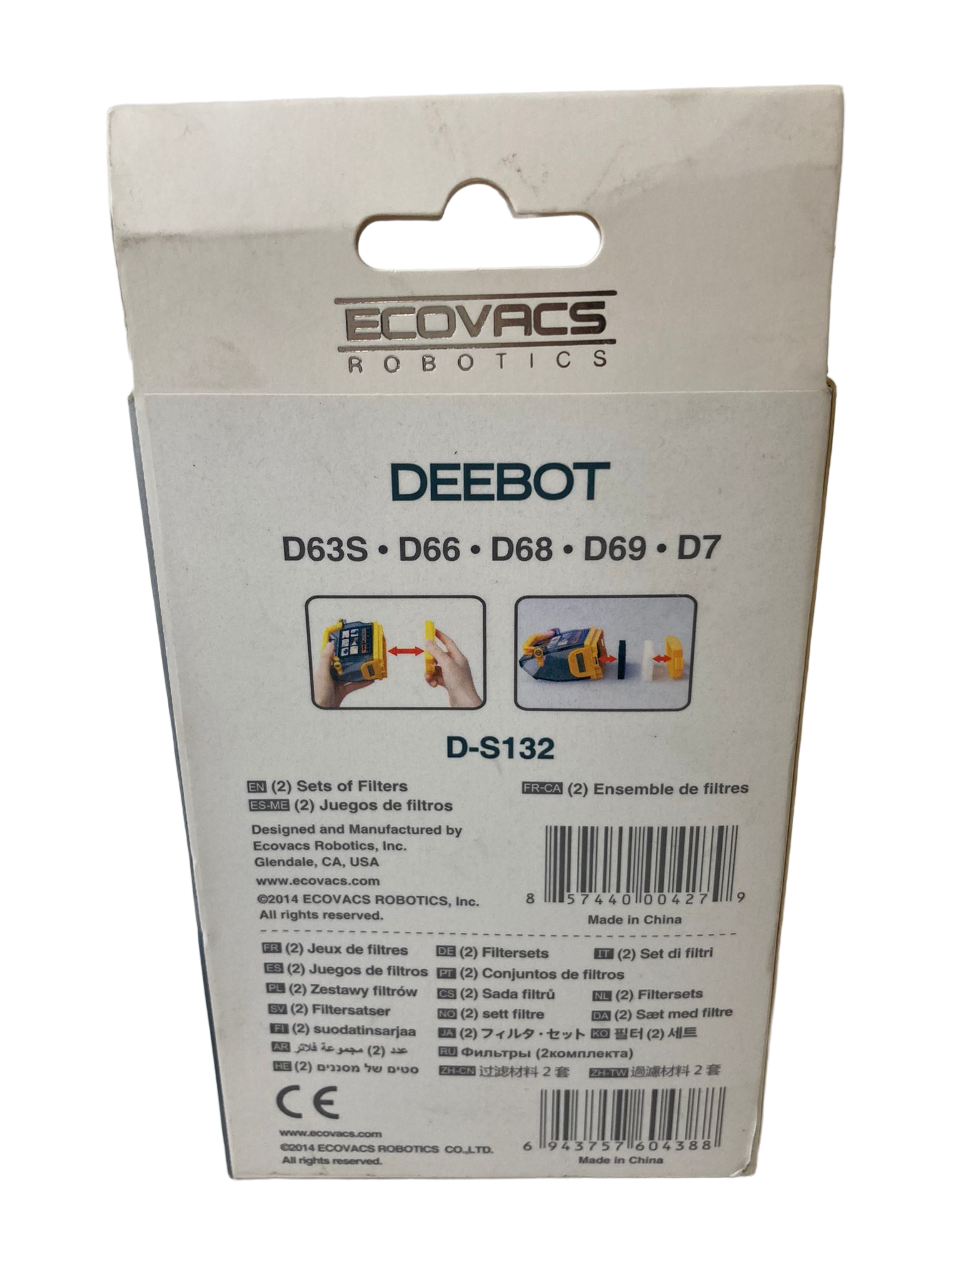 ECOVACS
ROBOTICS
DEEBOT
D63S • D66 • D68 • D69 • D7
D-S132
EN (2) Sets of Filters
FR-CA (2) Ensemble de filtres
ES-ME (2) Juegos de filtros
Designed and Manufactured by
Ecovacs Robotics, Inc.
Glendale, CA, USA
www.ecovacs.com
©2014 ECOVACS ROBOTICS, Inc.
All rights reserved.
8 57440 00427 9
Made in China
FR (2) Jeux de filtres DE (2) Filtersets IT (2) Set di filtri
ES (2) Juegos de filtros PT (2) Conjuntos de filtros
PL (2) Zestawy filtrów CS (2) Sada filtrů NL (2) Filtersets
SV (2) Filtersatser NO (2) sett filtre DA (2) Sæt med filtre
FI (2) suodatinsarjaa JA (2) フィルタ・セット KO 필터 (2) 세트
AR عدد (2) مجموعة فلاتر RU Фильтры (2комплекта)
HE (2) סטים של מסננים ZH-CN 过滤材料 2 套 ZH-TW 過濾材料 2 套
CE
www.ecovacs.com
©2014 ECOVACS ROBOTICS CO.,LTD.
All rights reserved.
6 943757 604388
Made in China